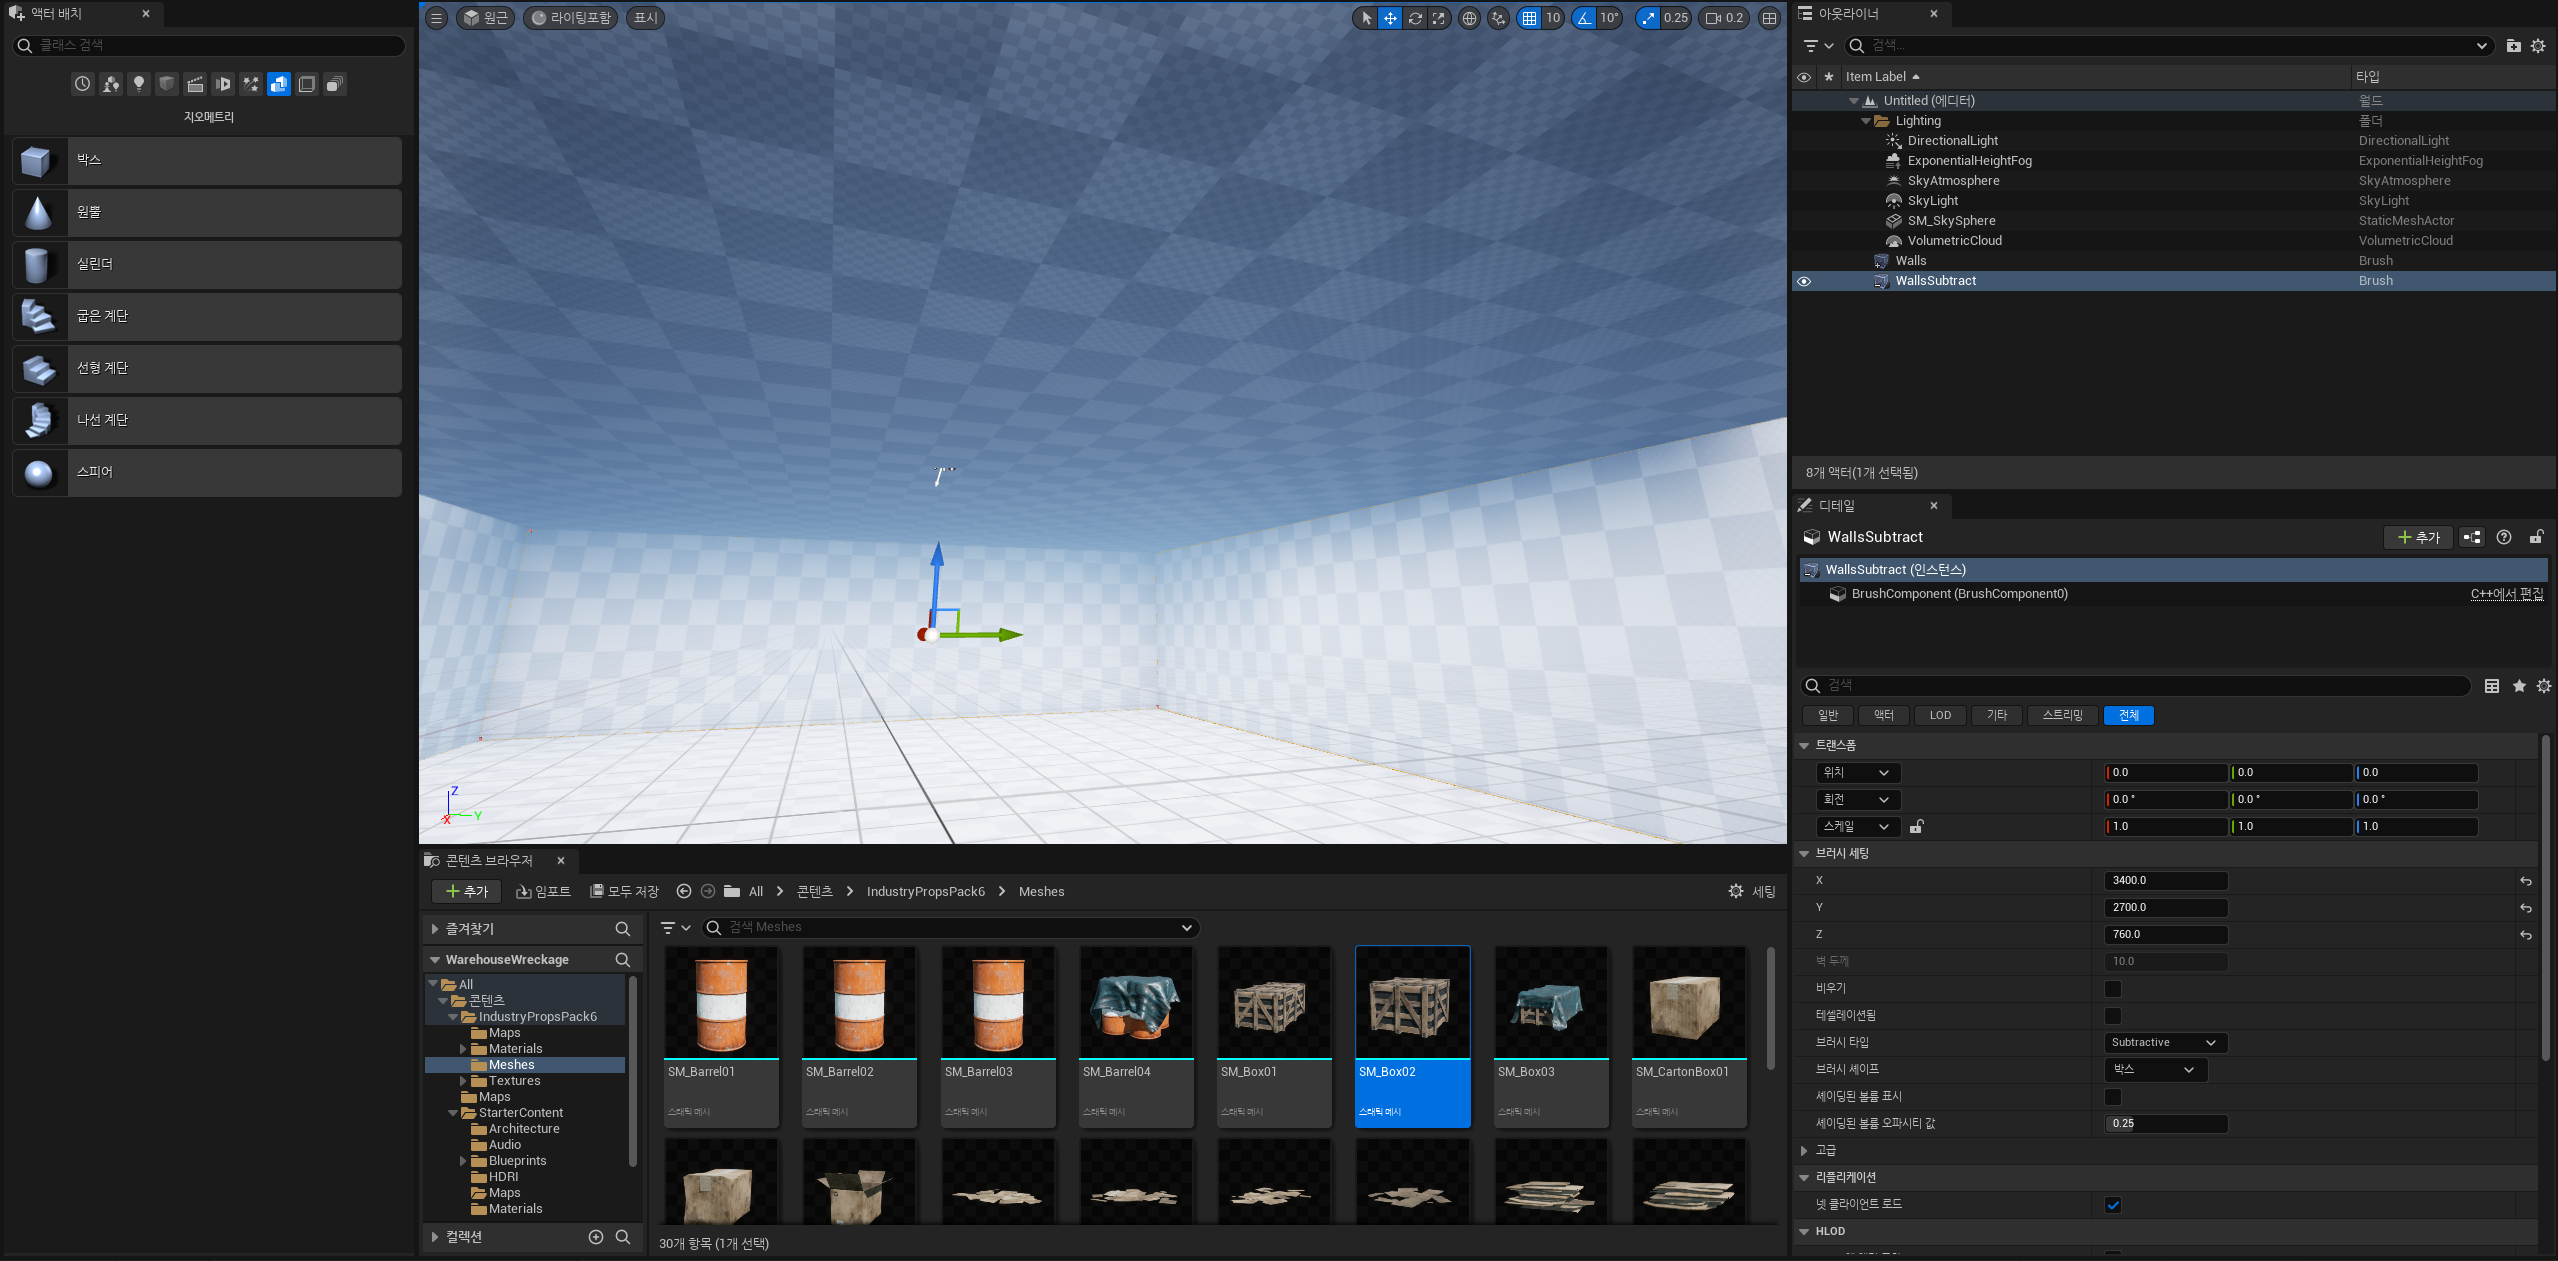 액터 배치
클래스 검색
지오메트리
박스
원뿔
실린더
굽은 계단
선형 계단
나선 계단
스피어
원근
라이팅포함
표시
10
10°
0.25
0.2
Z
X
Y
콘텐츠 브라우저
추가
임포트
모두 저장
All
콘텐츠
IndustryPropsPack6
Meshes
세팅
즐겨찾기
WarehouseWreckage
All
콘텐츠
IndustryPropsPack6
Maps
Materials
Meshes
Textures
Maps
StarterContent
Architecture
Audio
Blueprints
HDRI
Maps
Materials
컬렉션
검색 Meshes
SM_Barrel01
스태틱 메시
SM_Barrel02
스태틱 메시
SM_Barrel03
스태틱 메시
SM_Barrel04
스태틱 메시
SM_Box01
스태틱 메시
SM_Box02
스태틱 메시
SM_Box03
스태틱 메시
SM_CartonBox01
스태틱 메시
30개 항목 (1개 선택)
아웃라이너
검색...
Item Label
타입
Untitled (에디터)
월드
Lighting
폴더
DirectionalLight
DirectionalLight
ExponentialHeightFog
ExponentialHeightFog
SkyAtmosphere
SkyAtmosphere
SkyLight
SkyLight
SM_SkySphere
StaticMeshActor
VolumetricCloud
VolumetricCloud
Walls
Brush
WallsSubtract
Brush
8개 액터(1개 선택됨)
디테일
WallsSubtract
추가
WallsSubtract (인스턴스)
BrushComponent (BrushComponent0)
C++에서 편집
검색
일반
액터
LOD
기타
스트리밍
전체
트랜스폼
위치
0.0
0.0
0.0
회전
0.0 °
0.0 °
0.0 °
스케일
1.0
1.0
1.0
브러시 세팅
X
3400.0
Y
2700.0
Z
760.0
벽 두께
10.0
비우기
테셀레이션됨
브러시 타입
Subtractive
브러시 셰이프
박스
셰이딩된 볼륨 표시
셰이딩된 볼륨 오파시티 값
0.25
고급
리플리케이션
넷 클라이언트 로드
HLOD